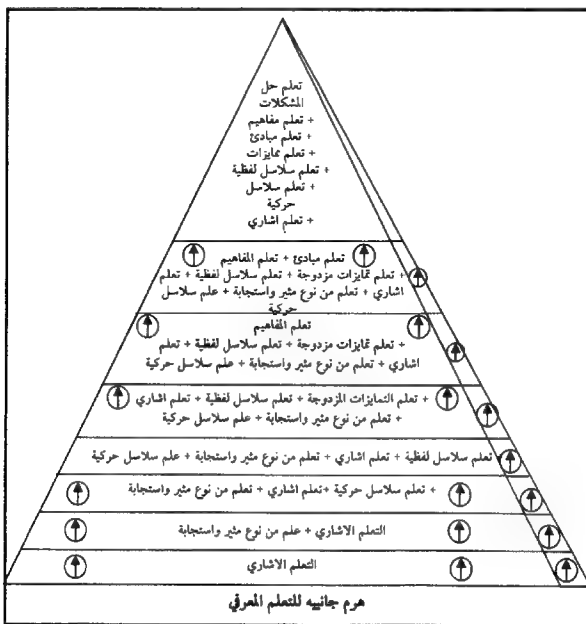 تعلم حل
المشكلات
+ تعلم مفاهيم
+ تعلم مبادئ
+ تعلم ممايزات
+ تعلم سلاسل لفظية
+ تعلم سلاسل
حركية
+ تعلم اشاري
تعلم مبادئ + تعلم المفاهيم
+ تعلم تمايزات مزدوجة + تعلم سلاسل لفظية + تعلم
اشاري + تعلم من نوع مثير واستجابة + علم سلاسل
حركية
تعلم المفاهيم
+ تعلم تمايزات مزدوجة + تعلم سلاسل لفظية + تعلم
اشاري + تعلم من نوع مثير واستجابة + علم سلاسل حركية
+ تعلم التمايزات المزدوجة + تعلم سلاسل لفظية + تعلم اشاري
+ تعلم من نوع مثير واستجابة + علم سلاسل حركية
+ تعلم سلاسل لفظية + تعلم اشاري + تعلم من نوع مثير واستجابة + علم سلاسل حركية
+ تعلم سلاسل حركية +تعلم اشاري + تعلم من نوع مثير واستجابة
التعلم الاشاري + علم من نوع مثير واستجابة
التعلم الاشاري
هرم جانييه للتعلم المعرفي